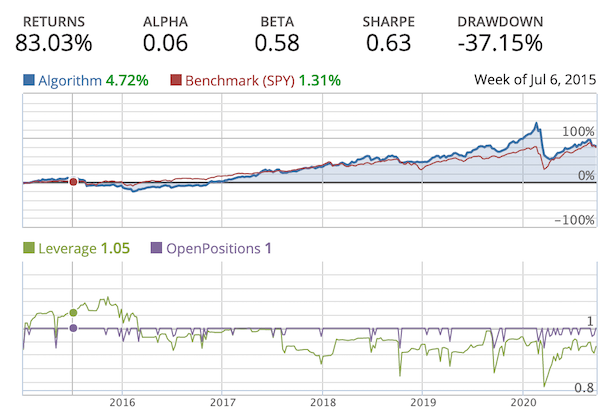 RETURNS ALPHA BETA SHARPE DRAWDOWN
83.03% 0.06 0.58 0.63 -37.15%
Algorithm 4.72% Benchmark (SPY) 1.31% Week of Jul 6, 2015
100%
0%
-100%
Leverage 1.05 OpenPositions 1
1
0.8
2016 2017 2018 2019 2020